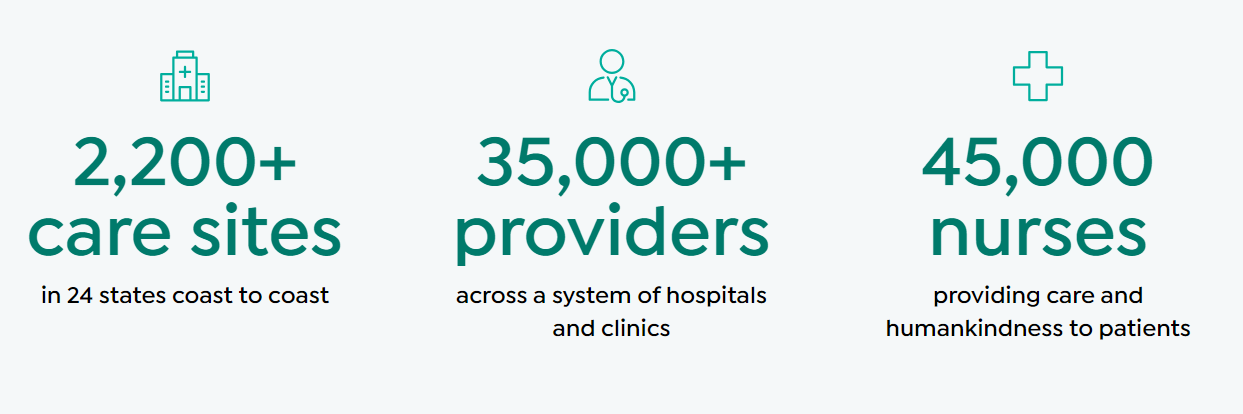 2,200+
care sites
in 24 states coast to coast
35,000+
providers
across a system of hospitals
and clinics
45,000
nurses
providing care and
humankindness to patients